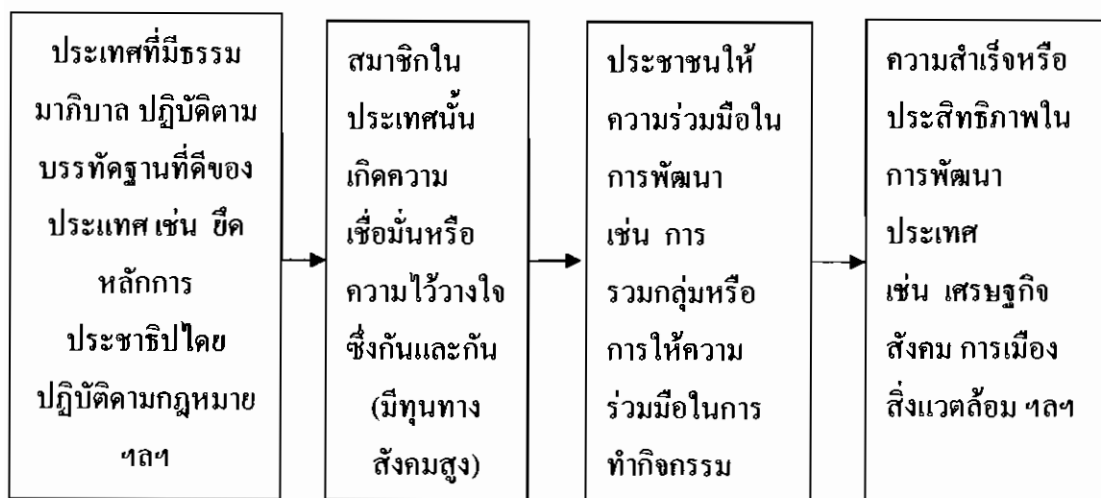 ประเทศที่มีธรรม
มาภิบาล ปฏิบัติตาม
บรรทัดฐานที่ดีของ
ประแทศ เช่น ยึด
หลักการ
ประชาธิปไตย
ปฏิบัติตามกฎหมาย
ฯลฯ
สมาชิกใน
ประเทศนั้น
เกิดความ
เชื่อมั่นหรือ
ความไว้วางใจ
ซึ่งกันและกัน
(มีทุนทาง
สังคมสูง)
ประชาชนให้
ความร่วมมือใน
การพัฒนา
เช่น การ
รวมกลุ่มหรือ
การให้ความ
ร่วมมือในการ
ทำกิจกรรม
ความสำเร็จหรือ
ประสิทธิภาพใน
การพัฒนา
ประเทศ
เช่น เศรษฐกิจ
สังคม การเมือง
สิ่งแวดล้อม ฯลฯ